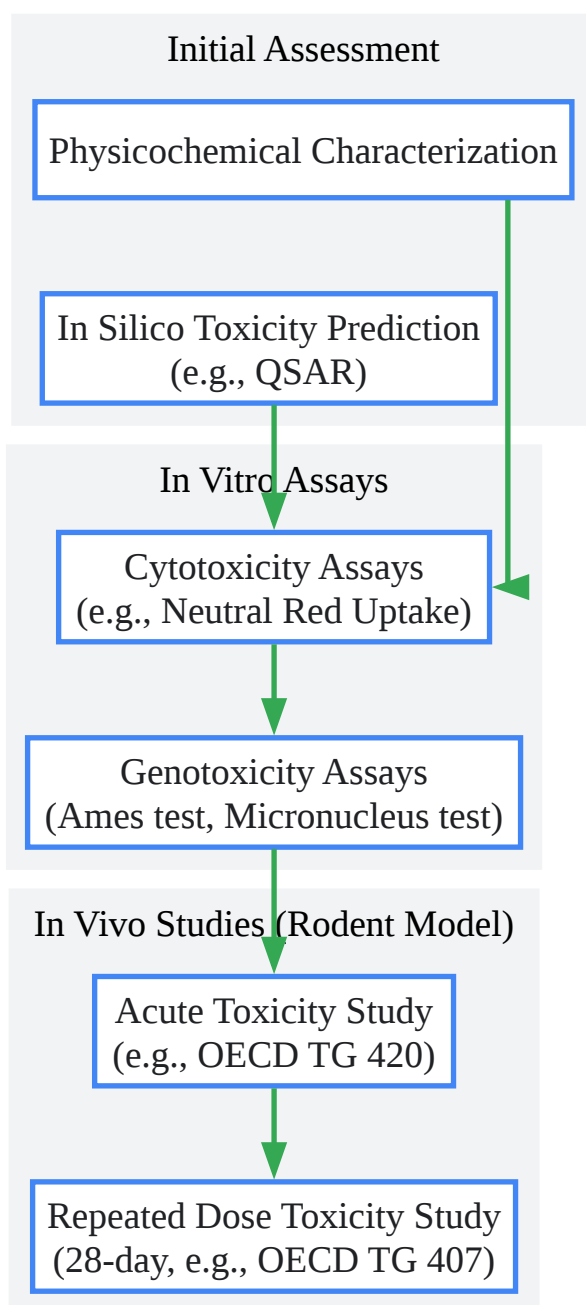 Initial Assessment
Physicochemical Characterization
In Silico Toxicity Prediction
(e.g., QSAR)
In Vitro Assays
Cytotoxicity Assays
(e.g., Neutral Red Uptake)
Genotoxicity Assays
(Ames test, Micronucleus test)
In Vivo Studies (Rodent Model)
Acute Toxicity Study
(e.g., OECD TG 420)
Repeated Dose Toxicity Study
(28-day, e.g., OECD TG 407)